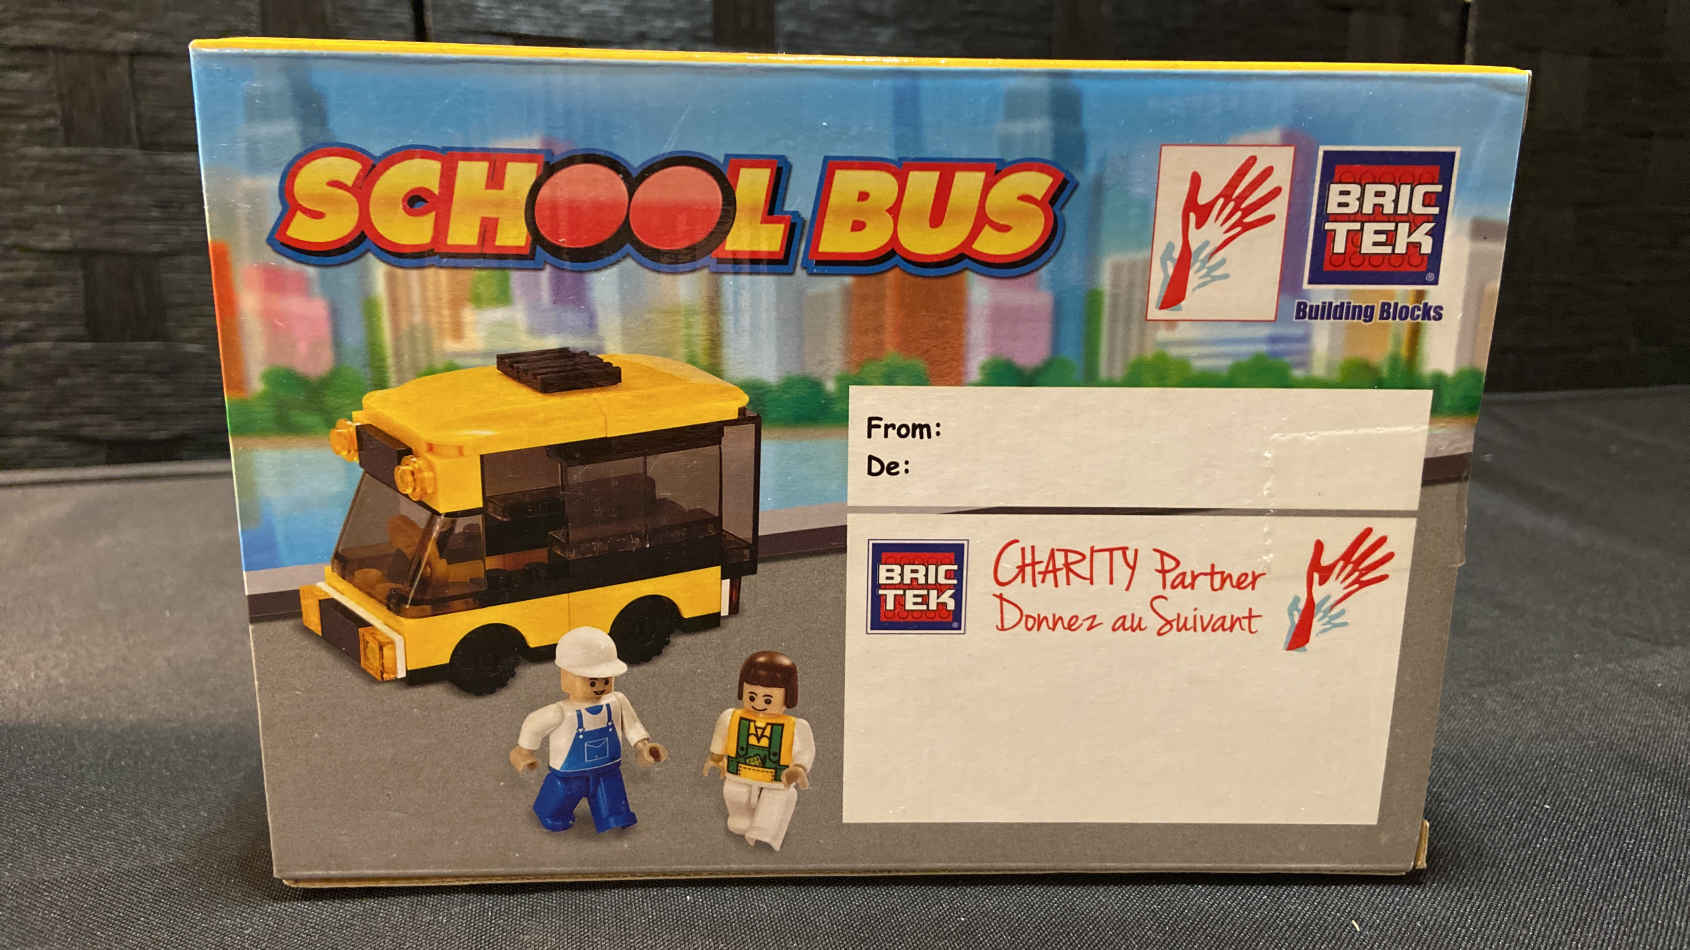 SCHOOL BUS
BRIC
TEK
®
Building Blocks
From:
De:
BRIC
TEK
®
CHARITY Partner
Donnez au Suivant